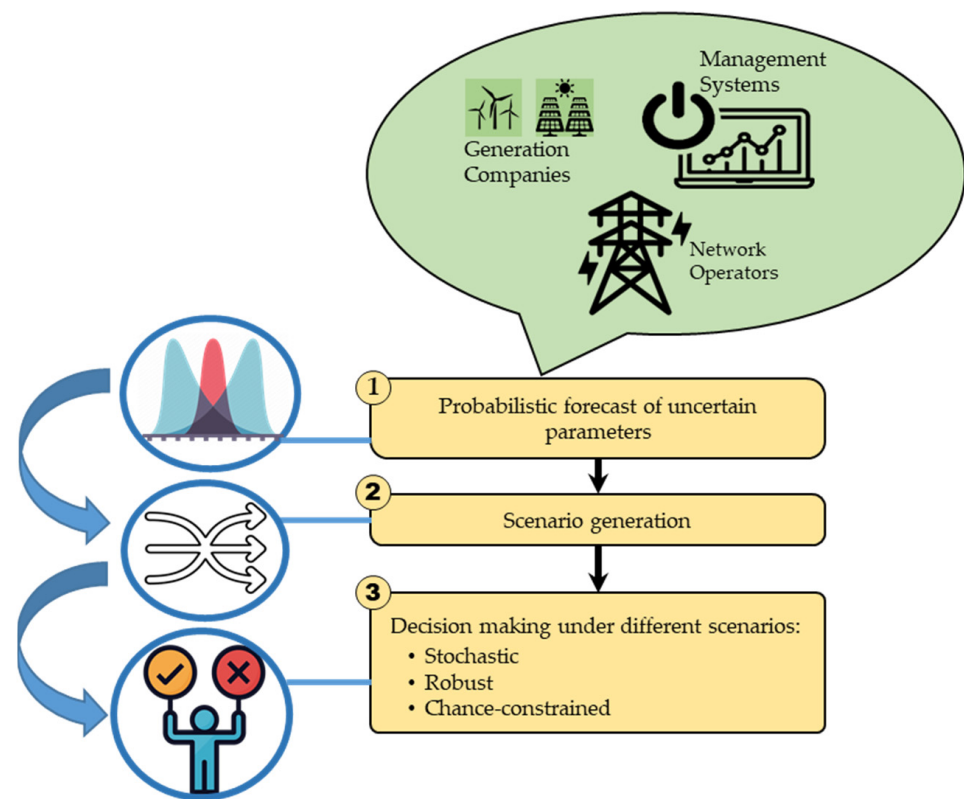 Management
Systems
Generation
Companies
Network
Operators
1
Probabilistic forecast of uncertain
parameters
2
Scenario generation
3
Decision making under different scenarios:
• Stochastic
• Robust
• Chance-constrained